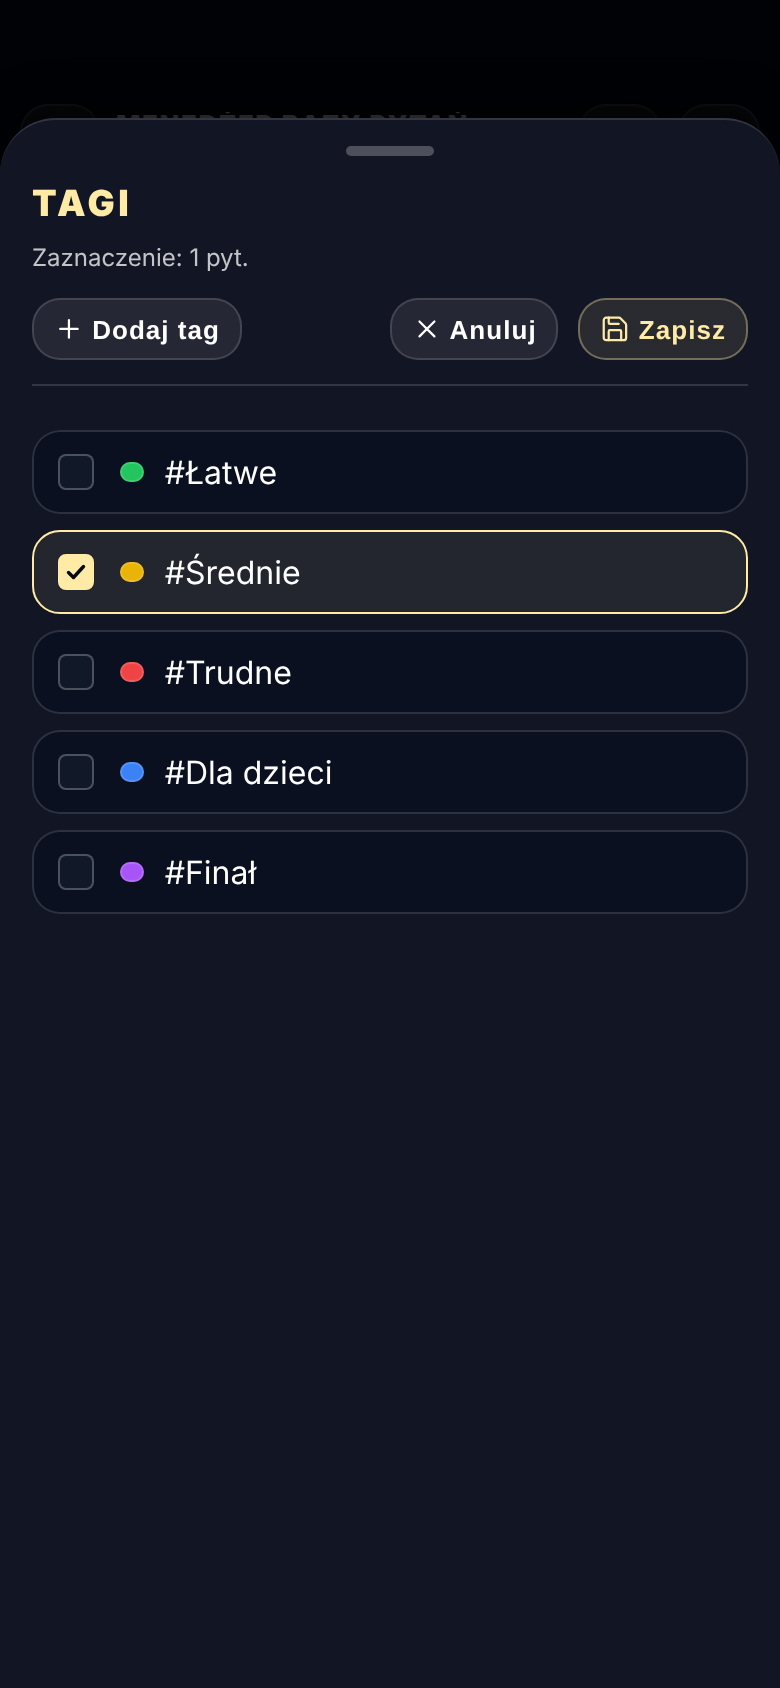 TAGI
Zaznaczenie: 1 pyt.
Dodaj tag Anuluj Zapisz
#Łatwe
#Średnie
#Trudne
#Dla dzieci
#Finał